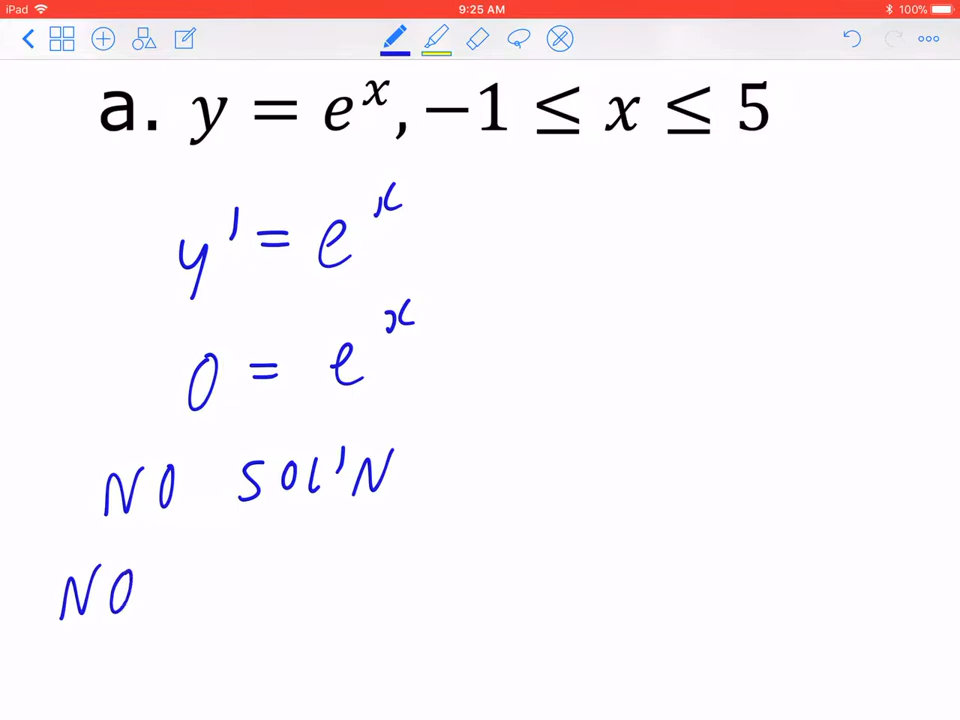 iPad 9:25 AM 100%
a. y = e^x, −1 ≤ x ≤ 5
y' = e^x
0 = e^x
NO SOL'N
NO